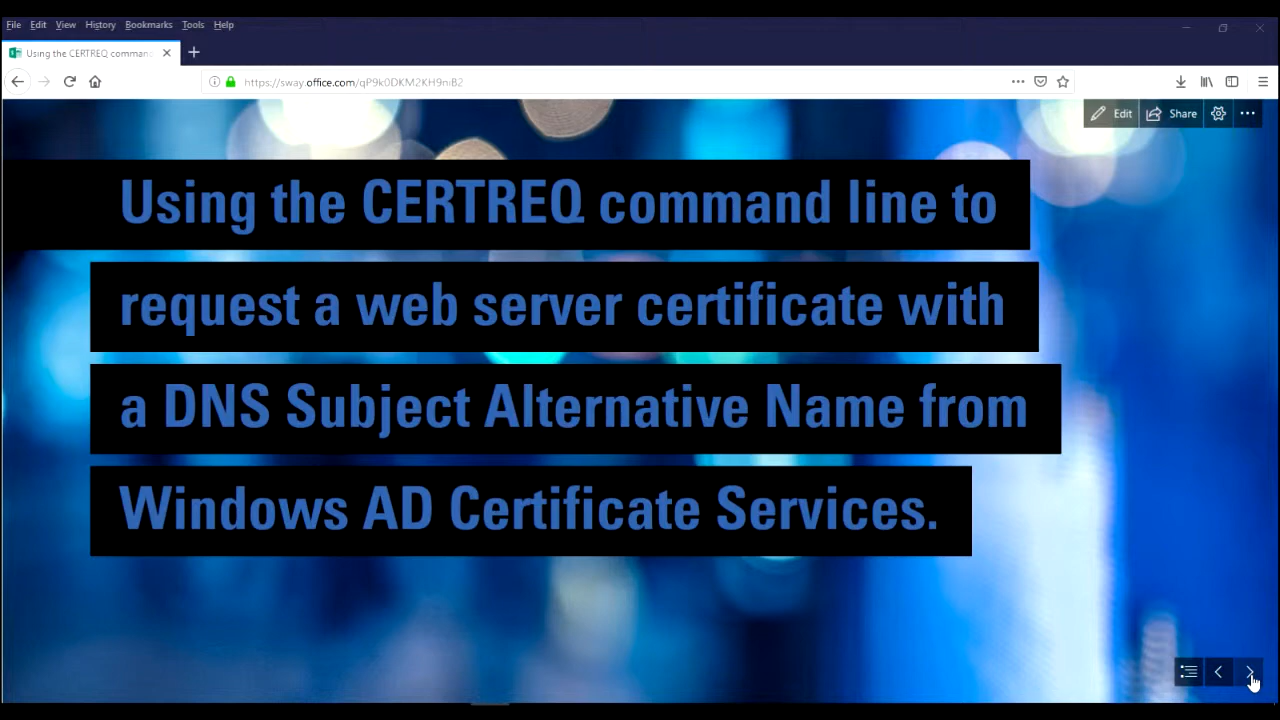 File Edit View History Bookmarks Tools Help
Using the CERTREQ comman
https://sway.office.com/qP9k0DKM2KH9niB2
Edit Share
Using the CERTREQ command line to
request a web server certificate with
a DNS Subject Alternative Name from
Windows AD Certificate Services.